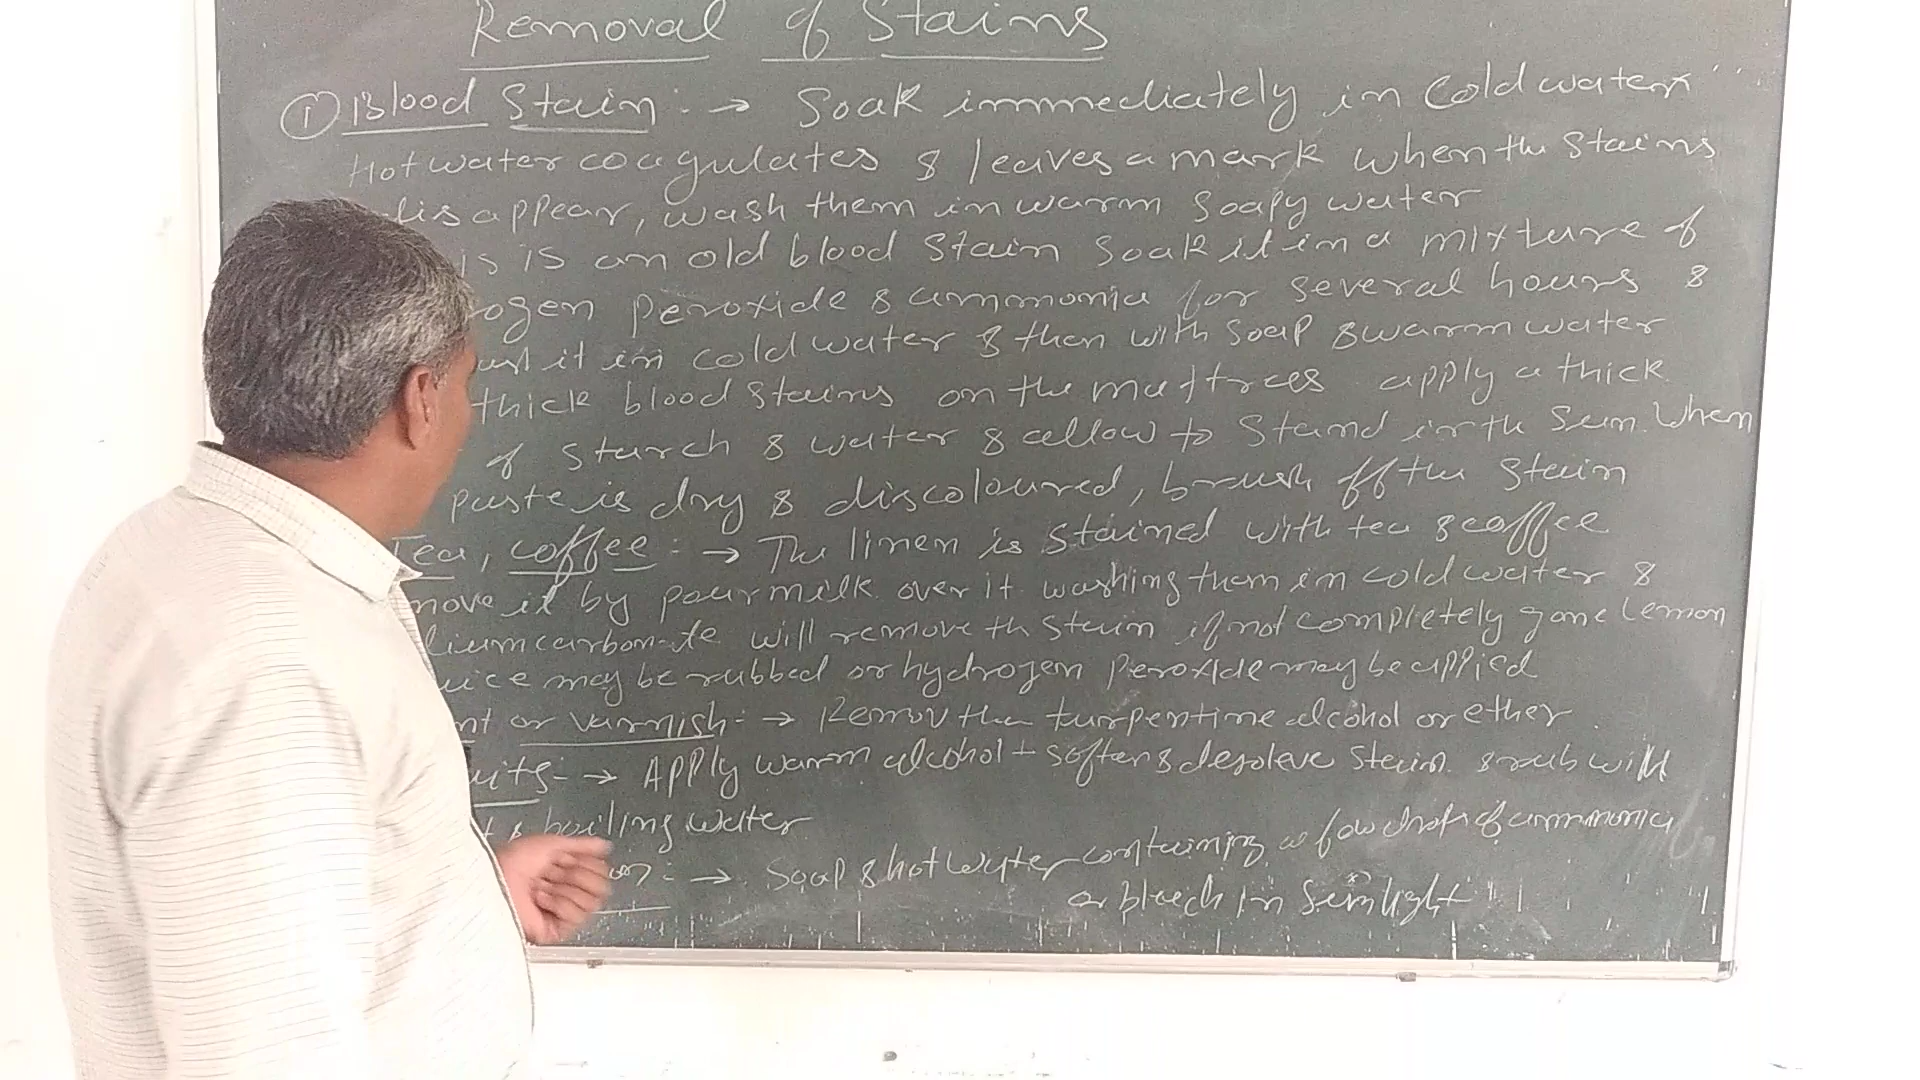 Removal of Stains
① Blood Stain :→ Soak immediately in Cold water
Hot water coagulates & leaves a mark when the stains
disappear, wash them in warm soapy water
is is an old blood stain soak it in a mixture of
ogen peroxide & ammonia for several hours &
it in cold water & then with soap & warm water
thick blood stains on the mattrces apply a thick
of starch & water & allow to stand in the sun. When
paste is dry & discoloured, brush off the stain
Tea, coffee :→ The linen is stained with tea & coffee
move it by pour milk over it washing them in cold water &
iumcarbonate will remove th stain if not completely gone lemon
uice may be rubbed or hydrogen peroxide may be applied
nt or varnish :→ Remov the turpentine alcohol or ether .
uits :→ Apply warm alcohol + soften & desoleve stain & rub will
t & boiling water
:→ Soap & hot water containing a few drops of ammonia
or bleech in Sunlight